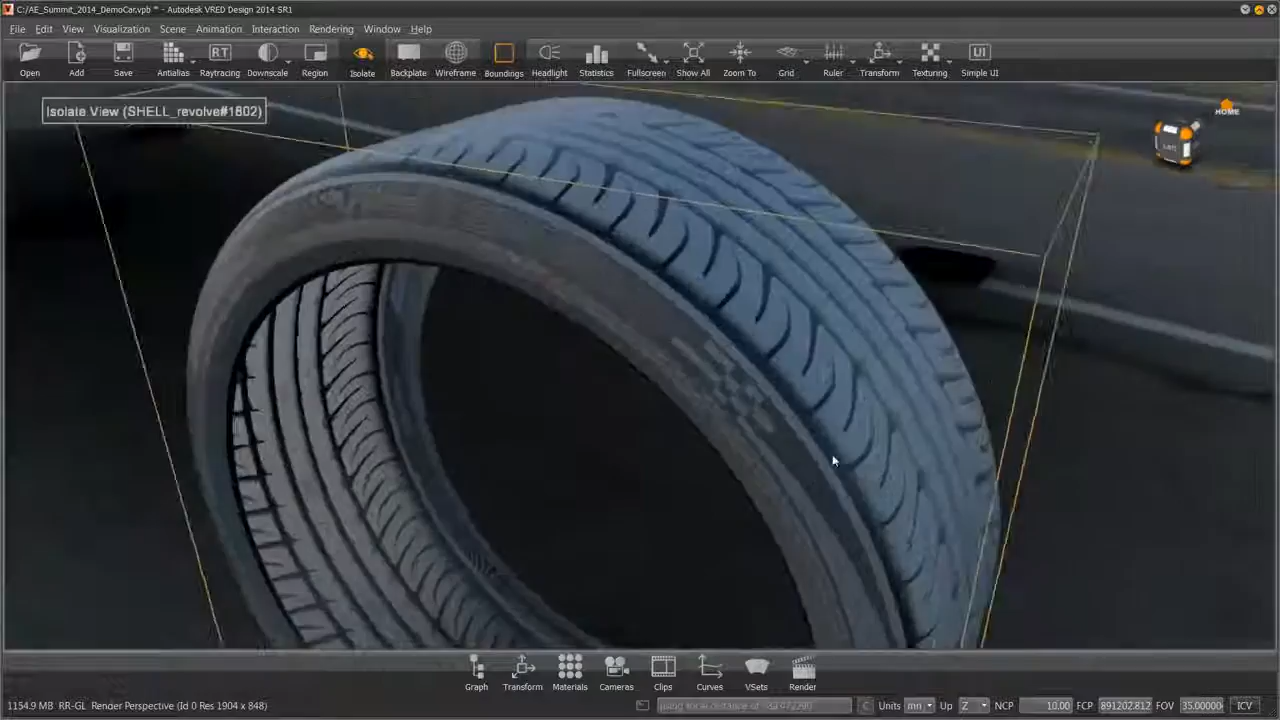 C:/AE_Summit_2014_DemoCar.vpb * - Autodesk VRED Design 2014 SR1
File Edit View Visualization Scene Animation Interaction Rendering Window Help
RT UI
Open Add Save Antialias Raytracing Downscale Region Isolate Backplate Wireframe Boundings Headlight Statistics Fullscreen Show All Zoom To Grid Ruler Transform Texturing Simple UI
Isolate View (SHELL_revolve#1802)
HOME
Graph Transform Materials Cameras Clips Curves VSets Render
1154.9 MB RR-GL Render Perspective (Id 0 Res 1904 x 848) C Units Up Z NCP 10.00 FCP 891202.812 FOV 35.00000 ICV